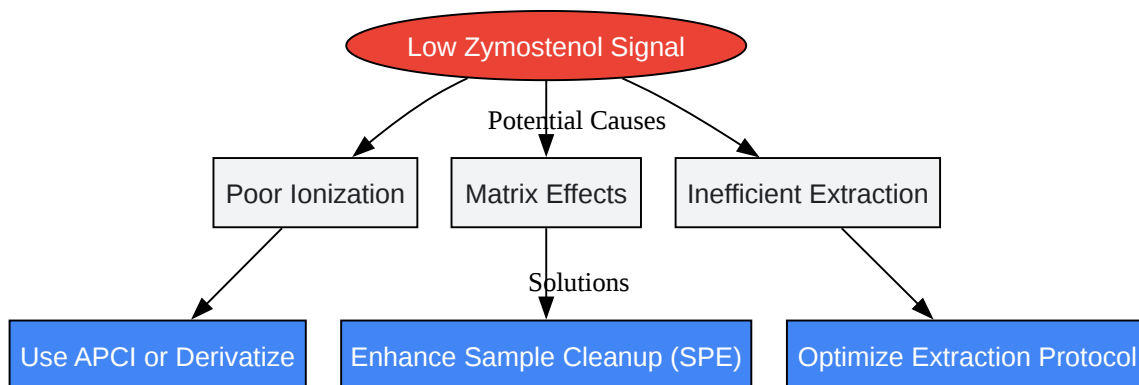 Low Zymostenol Signal
Potential Causes
Poor Ionization
Matrix Effects
Inefficient Extraction
Solutions
Use APCI or Derivatize
Enhance Sample Cleanup (SPE)
Optimize Extraction Protocol